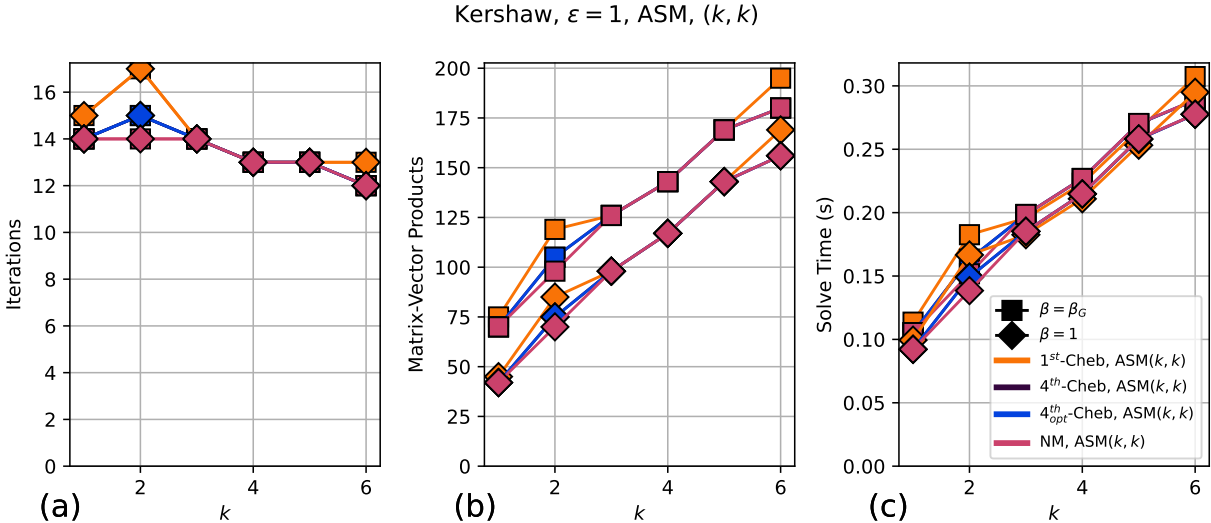 Kershaw, ε = 1, ASM, (k, k)
Iterations
0
2
4
6
8
10
12
14
16
2
4
6
k
(a)
Matrix-Vector Products
0
25
50
75
100
125
150
175
200
2
4
6
k
(b)
Solve Time (s)
0.00
0.05
0.10
0.15
0.20
0.25
0.30
2
4
6
k
(c)
β = β_G
β = 1
1^{st}-Cheb, ASM(k, k)
4^{th}-Cheb, ASM(k, k)
4^{th}_{opt}-Cheb, ASM(k, k)
NM, ASM(k, k)